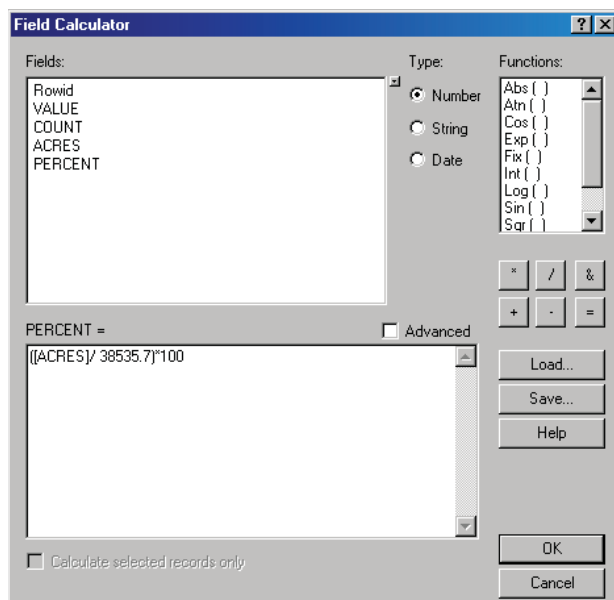 Field Calculator
Fields:
Rowid
VALUE
COUNT
ACRES
PERCENT
Type:
Number
String
Date
Functions:
Abs ( )
Atn ( )
Cos ( )
Exp ( )
Fix ( )
Int ( )
Log ( )
Sin ( )
Sqr ( )
* / &
+ - =
PERCENT =
Advanced
([ACRES]/ 38535.7)*100
Load...
Save...
Help
Calculate selected records only
OK
Cancel